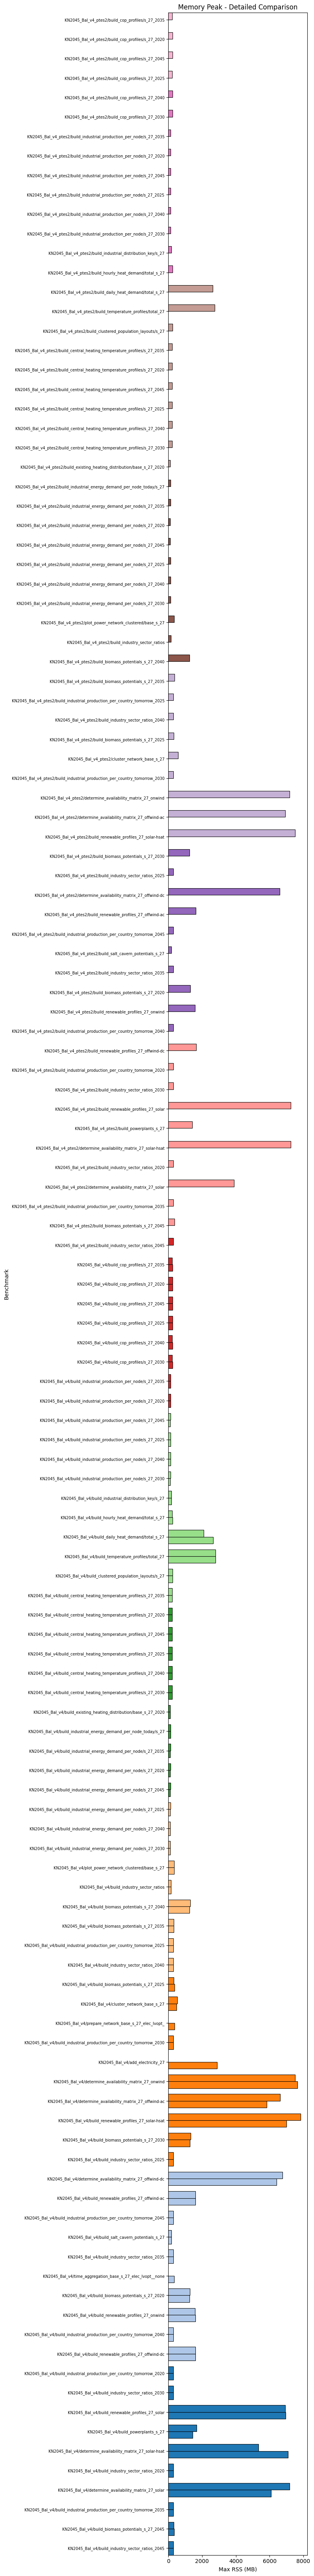 Memory Peak - Detailed Comparison
KN2045_Bal_v4_ptes2/build_cop_profiles/s_27_2035
KN2045_Bal_v4_ptes2/build_cop_profiles/s_27_2020
KN2045_Bal_v4_ptes2/build_cop_profiles/s_27_2045
KN2045_Bal_v4_ptes2/build_cop_profiles/s_27_2025
KN2045_Bal_v4_ptes2/build_cop_profiles/s_27_2040
KN2045_Bal_v4_ptes2/build_cop_profiles/s_27_2030
KN2045_Bal_v4_ptes2/build_industrial_production_per_node/s_27_2035
KN2045_Bal_v4_ptes2/build_industrial_production_per_node/s_27_2020
KN2045_Bal_v4_ptes2/build_industrial_production_per_node/s_27_2045
KN2045_Bal_v4_ptes2/build_industrial_production_per_node/s_27_2025
KN2045_Bal_v4_ptes2/build_industrial_production_per_node/s_27_2040
KN2045_Bal_v4_ptes2/build_industrial_production_per_node/s_27_2030
KN2045_Bal_v4_ptes2/build_industrial_distribution_key/s_27
KN2045_Bal_v4_ptes2/build_hourly_heat_demand/total_s_27
KN2045_Bal_v4_ptes2/build_daily_heat_demand/total_s_27
KN2045_Bal_v4_ptes2/build_temperature_profiles/total_27
KN2045_Bal_v4_ptes2/build_clustered_population_layouts/s_27
KN2045_Bal_v4_ptes2/build_central_heating_temperature_profiles/s_27_2035
KN2045_Bal_v4_ptes2/build_central_heating_temperature_profiles/s_27_2020
KN2045_Bal_v4_ptes2/build_central_heating_temperature_profiles/s_27_2045
KN2045_Bal_v4_ptes2/build_central_heating_temperature_profiles/s_27_2025
KN2045_Bal_v4_ptes2/build_central_heating_temperature_profiles/s_27_2040
KN2045_Bal_v4_ptes2/build_central_heating_temperature_profiles/s_27_2030
KN2045_Bal_v4_ptes2/build_existing_heating_distribution/base_s_27_2020
KN2045_Bal_v4_ptes2/build_industrial_energy_demand_per_node_today/s_27
KN2045_Bal_v4_ptes2/build_industrial_energy_demand_per_node/s_27_2035
KN2045_Bal_v4_ptes2/build_industrial_energy_demand_per_node/s_27_2020
KN2045_Bal_v4_ptes2/build_industrial_energy_demand_per_node/s_27_2045
KN2045_Bal_v4_ptes2/build_industrial_energy_demand_per_node/s_27_2025
KN2045_Bal_v4_ptes2/build_industrial_energy_demand_per_node/s_27_2040
KN2045_Bal_v4_ptes2/build_industrial_energy_demand_per_node/s_27_2030
KN2045_Bal_v4_ptes2/plot_power_network_clustered/base_s_27
KN2045_Bal_v4_ptes2/build_industry_sector_ratios
KN2045_Bal_v4_ptes2/build_biomass_potentials_s_27_2040
KN2045_Bal_v4_ptes2/build_biomass_potentials_s_27_2035
KN2045_Bal_v4_ptes2/build_industrial_production_per_country_tomorrow_2025
KN2045_Bal_v4_ptes2/build_industry_sector_ratios_2040
KN2045_Bal_v4_ptes2/build_biomass_potentials_s_27_2025
KN2045_Bal_v4_ptes2/cluster_network_base_s_27
KN2045_Bal_v4_ptes2/build_industrial_production_per_country_tomorrow_2030
KN2045_Bal_v4_ptes2/determine_availability_matrix_27_onwind
KN2045_Bal_v4_ptes2/determine_availability_matrix_27_offwind-ac
KN2045_Bal_v4_ptes2/build_renewable_profiles_27_solar-hsat
KN2045_Bal_v4_ptes2/build_biomass_potentials_s_27_2030
KN2045_Bal_v4_ptes2/build_industry_sector_ratios_2025
KN2045_Bal_v4_ptes2/determine_availability_matrix_27_offwind-dc
KN2045_Bal_v4_ptes2/build_renewable_profiles_27_offwind-ac
KN2045_Bal_v4_ptes2/build_industrial_production_per_country_tomorrow_2045
KN2045_Bal_v4_ptes2/build_salt_cavern_potentials_s_27
KN2045_Bal_v4_ptes2/build_industry_sector_ratios_2035
KN2045_Bal_v4_ptes2/build_biomass_potentials_s_27_2020
KN2045_Bal_v4_ptes2/build_renewable_profiles_27_onwind
KN2045_Bal_v4_ptes2/build_industrial_production_per_country_tomorrow_2040
KN2045_Bal_v4_ptes2/build_renewable_profiles_27_offwind-dc
KN2045_Bal_v4_ptes2/build_industrial_production_per_country_tomorrow_2020
KN2045_Bal_v4_ptes2/build_industry_sector_ratios_2030
KN2045_Bal_v4_ptes2/build_renewable_profiles_27_solar
KN2045_Bal_v4_ptes2/build_powerplants_s_27
KN2045_Bal_v4_ptes2/determine_availability_matrix_27_solar-hsat
KN2045_Bal_v4_ptes2/build_industry_sector_ratios_2020
KN2045_Bal_v4_ptes2/determine_availability_matrix_27_solar
KN2045_Bal_v4_ptes2/build_industrial_production_per_country_tomorrow_2035
KN2045_Bal_v4_ptes2/build_biomass_potentials_s_27_2045
KN2045_Bal_v4_ptes2/build_industry_sector_ratios_2045
KN2045_Bal_v4/build_cop_profiles/s_27_2035
KN2045_Bal_v4/build_cop_profiles/s_27_2020
KN2045_Bal_v4/build_cop_profiles/s_27_2045
KN2045_Bal_v4/build_cop_profiles/s_27_2025
KN2045_Bal_v4/build_cop_profiles/s_27_2040
KN2045_Bal_v4/build_cop_profiles/s_27_2030
KN2045_Bal_v4/build_industrial_production_per_node/s_27_2035
KN2045_Bal_v4/build_industrial_production_per_node/s_27_2020
KN2045_Bal_v4/build_industrial_production_per_node/s_27_2045
KN2045_Bal_v4/build_industrial_production_per_node/s_27_2025
KN2045_Bal_v4/build_industrial_production_per_node/s_27_2040
KN2045_Bal_v4/build_industrial_production_per_node/s_27_2030
KN2045_Bal_v4/build_industrial_distribution_key/s_27
KN2045_Bal_v4/build_hourly_heat_demand/total_s_27
KN2045_Bal_v4/build_daily_heat_demand/total_s_27
KN2045_Bal_v4/build_temperature_profiles/total_27
KN2045_Bal_v4/build_clustered_population_layouts/s_27
KN2045_Bal_v4/build_central_heating_temperature_profiles/s_27_2035
KN2045_Bal_v4/build_central_heating_temperature_profiles/s_27_2020
KN2045_Bal_v4/build_central_heating_temperature_profiles/s_27_2045
KN2045_Bal_v4/build_central_heating_temperature_profiles/s_27_2025
KN2045_Bal_v4/build_central_heating_temperature_profiles/s_27_2040
KN2045_Bal_v4/build_central_heating_temperature_profiles/s_27_2030
KN2045_Bal_v4/build_existing_heating_distribution/base_s_27_2020
KN2045_Bal_v4/build_industrial_energy_demand_per_node_today/s_27
KN2045_Bal_v4/build_industrial_energy_demand_per_node/s_27_2035
KN2045_Bal_v4/build_industrial_energy_demand_per_node/s_27_2020
KN2045_Bal_v4/build_industrial_energy_demand_per_node/s_27_2045
KN2045_Bal_v4/build_industrial_energy_demand_per_node/s_27_2025
KN2045_Bal_v4/build_industrial_energy_demand_per_node/s_27_2040
KN2045_Bal_v4/build_industrial_energy_demand_per_node/s_27_2030
KN2045_Bal_v4/plot_power_network_clustered/base_s_27
KN2045_Bal_v4/build_industry_sector_ratios
KN2045_Bal_v4/build_biomass_potentials_s_27_2040
KN2045_Bal_v4/build_biomass_potentials_s_27_2035
KN2045_Bal_v4/build_industrial_production_per_country_tomorrow_2025
KN2045_Bal_v4/build_industry_sector_ratios_2040
KN2045_Bal_v4/build_biomass_potentials_s_27_2025
KN2045_Bal_v4/cluster_network_base_s_27
KN2045_Bal_v4/prepare_network_base_s_27_elec_lvopt_
KN2045_Bal_v4/build_industrial_production_per_country_tomorrow_2030
KN2045_Bal_v4/add_electricity_27
KN2045_Bal_v4/determine_availability_matrix_27_onwind
KN2045_Bal_v4/determine_availability_matrix_27_offwind-ac
KN2045_Bal_v4/build_renewable_profiles_27_solar-hsat
KN2045_Bal_v4/build_biomass_potentials_s_27_2030
KN2045_Bal_v4/build_industry_sector_ratios_2025
KN2045_Bal_v4/determine_availability_matrix_27_offwind-dc
KN2045_Bal_v4/build_renewable_profiles_27_offwind-ac
KN2045_Bal_v4/build_industrial_production_per_country_tomorrow_2045
KN2045_Bal_v4/build_salt_cavern_potentials_s_27
KN2045_Bal_v4/build_industry_sector_ratios_2035
KN2045_Bal_v4/time_aggregation_base_s_27_elec_lvopt__none
KN2045_Bal_v4/build_biomass_potentials_s_27_2020
KN2045_Bal_v4/build_renewable_profiles_27_onwind
KN2045_Bal_v4/build_industrial_production_per_country_tomorrow_2040
KN2045_Bal_v4/build_renewable_profiles_27_offwind-dc
KN2045_Bal_v4/build_industrial_production_per_country_tomorrow_2020
KN2045_Bal_v4/build_industry_sector_ratios_2030
KN2045_Bal_v4/build_renewable_profiles_27_solar
KN2045_Bal_v4/build_powerplants_s_27
KN2045_Bal_v4/determine_availability_matrix_27_solar-hsat
KN2045_Bal_v4/build_industry_sector_ratios_2020
KN2045_Bal_v4/determine_availability_matrix_27_solar
KN2045_Bal_v4/build_industrial_production_per_country_tomorrow_2035
KN2045_Bal_v4/build_biomass_potentials_s_27_2045
KN2045_Bal_v4/build_industry_sector_ratios_2045
Benchmark
0 2000 4000 6000 8000
Max RSS (MB)